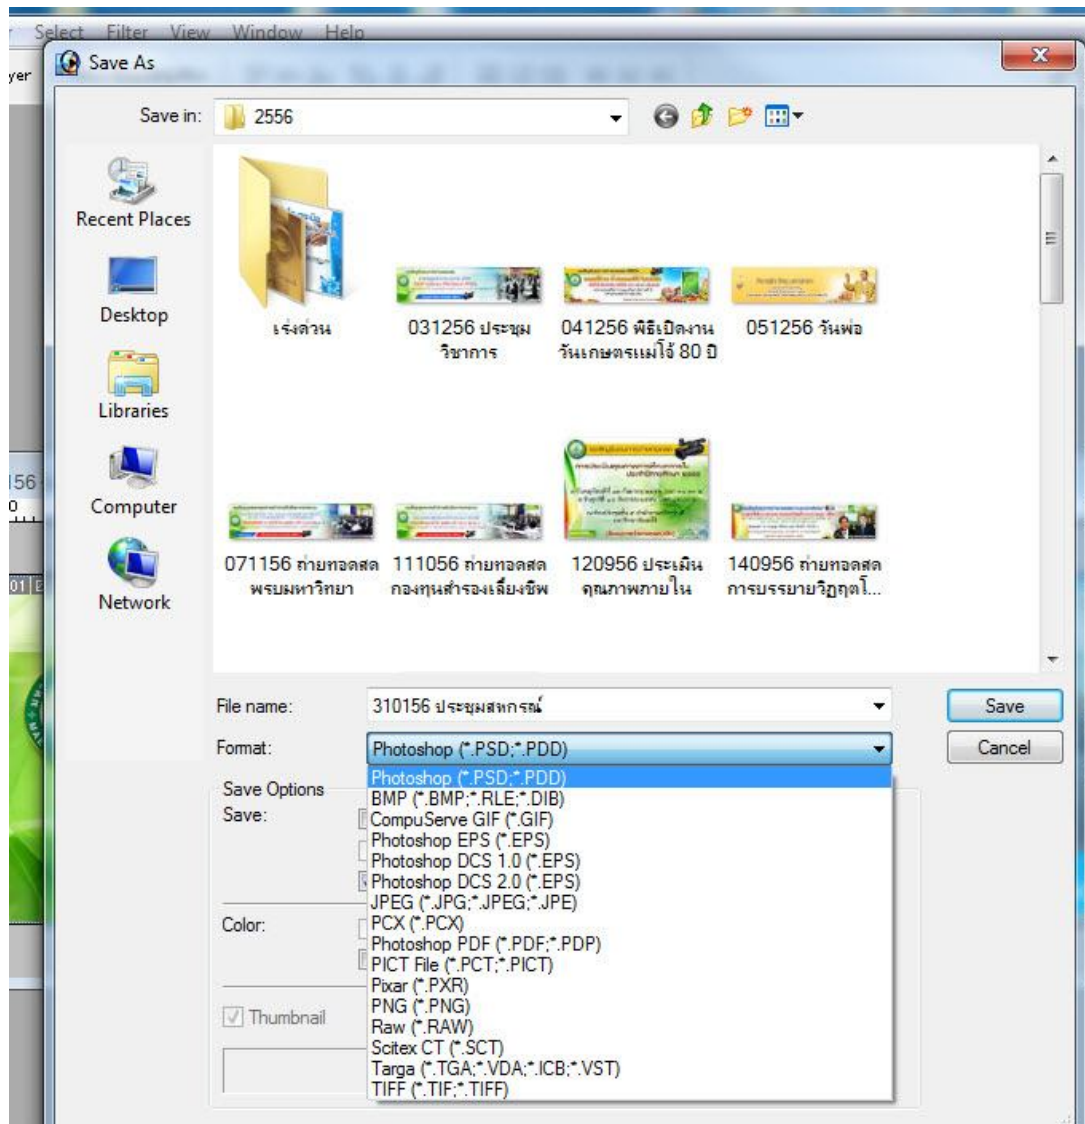 Select Filter View Window Help
yer
Save As
Save in:
2556
Recent Places
Desktop
Libraries
Computer
Network
เร่งด่วน
031256 ประชุม
วิชาการ
041256 พิธีเปิดงาน
วันเกษตรแม่โจ้ 80 ปี
051256 วันพ่อ
071156 ถ่ายทอดสด
พรบมหาวิทยา
111056 ถ่ายทอดสด
กองทุนสำรองเลี้ยงชีพ
120956 ประเมิน
คุณภาพภายใน
140956 ถ่ายทอดสด
การบรรยายวิฏฤตโ...
156
0
File name:
310156 ประชุมสหกรณ์
Save
Format:
Photoshop (*.PSD;*.PDD)
Cancel
Save Options
Save:
Color:
Thumbnail
Photoshop (*.PSD;*.PDD)
BMP (*.BMP;*.RLE;*.DIB)
CompuServe GIF (*.GIF)
Photoshop EPS (*.EPS)
Photoshop DCS 1.0 (*.EPS)
Photoshop DCS 2.0 (*.EPS)
JPEG (*.JPG;*.JPEG;*.JPE)
PCX (*.PCX)
Photoshop PDF (*.PDF;*.PDP)
PICT File (*.PCT;*.PICT)
Pixar (*.PXR)
PNG (*.PNG)
Raw (*.RAW)
Scitex CT (*.SCT)
Targa (*.TGA;*.VDA;*.ICB;*.VST)
TIFF (*.TIF;*.TIFF)